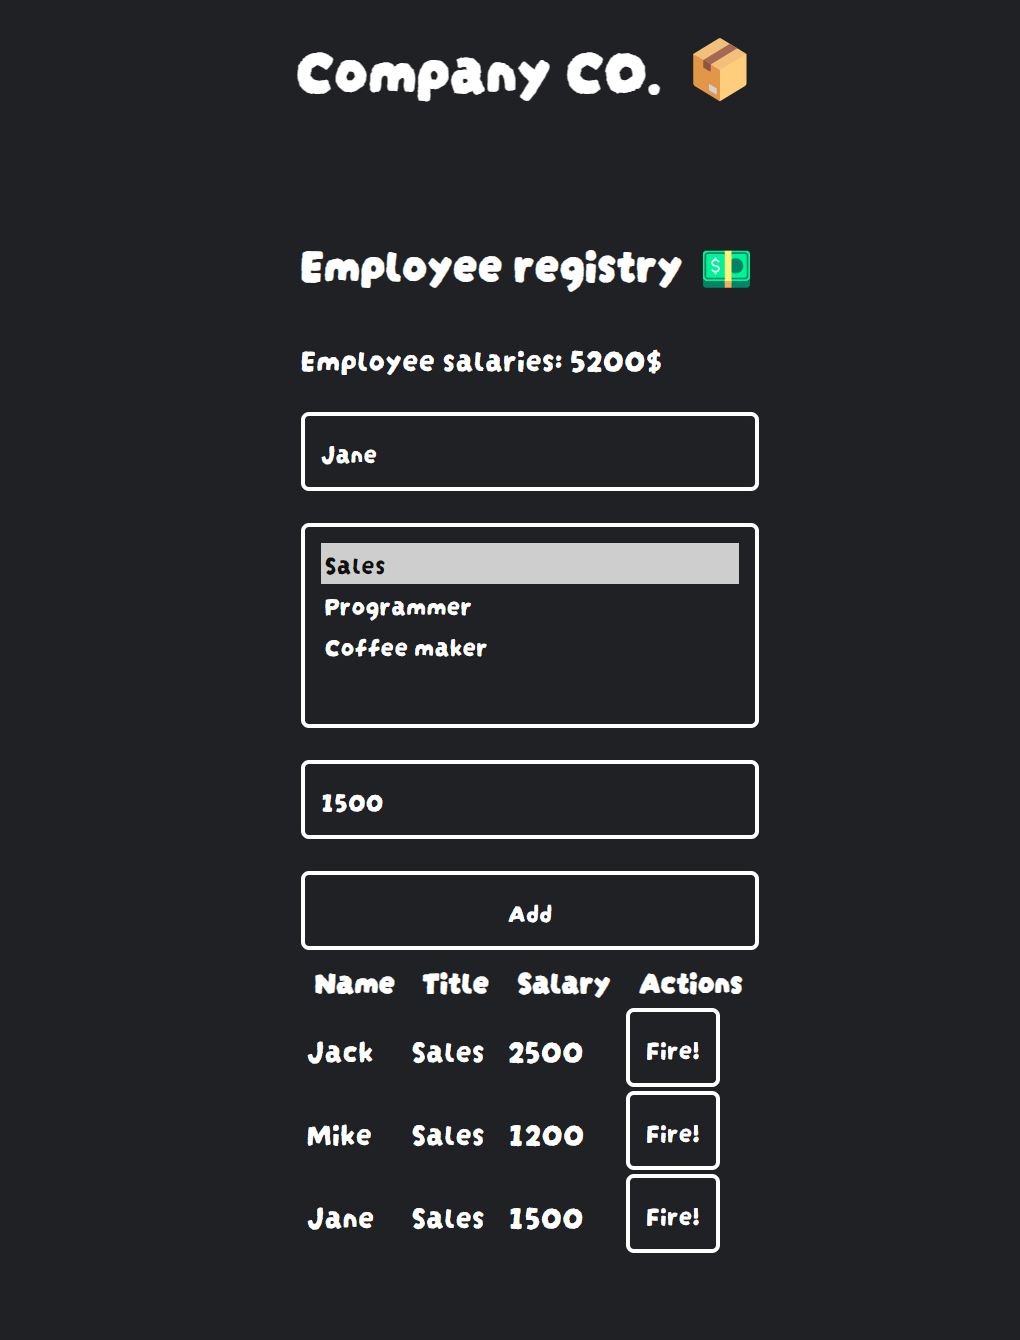 Company CO. 📦
Employee registry 💵
Employee salaries: 5200$
Jane
Sales
Programmer
Coffee maker
1500
Add
Name Title Salary Actions
Jack Sales 2500 Fire!
Mike Sales 1200 Fire!
Jane Sales 1500 Fire!